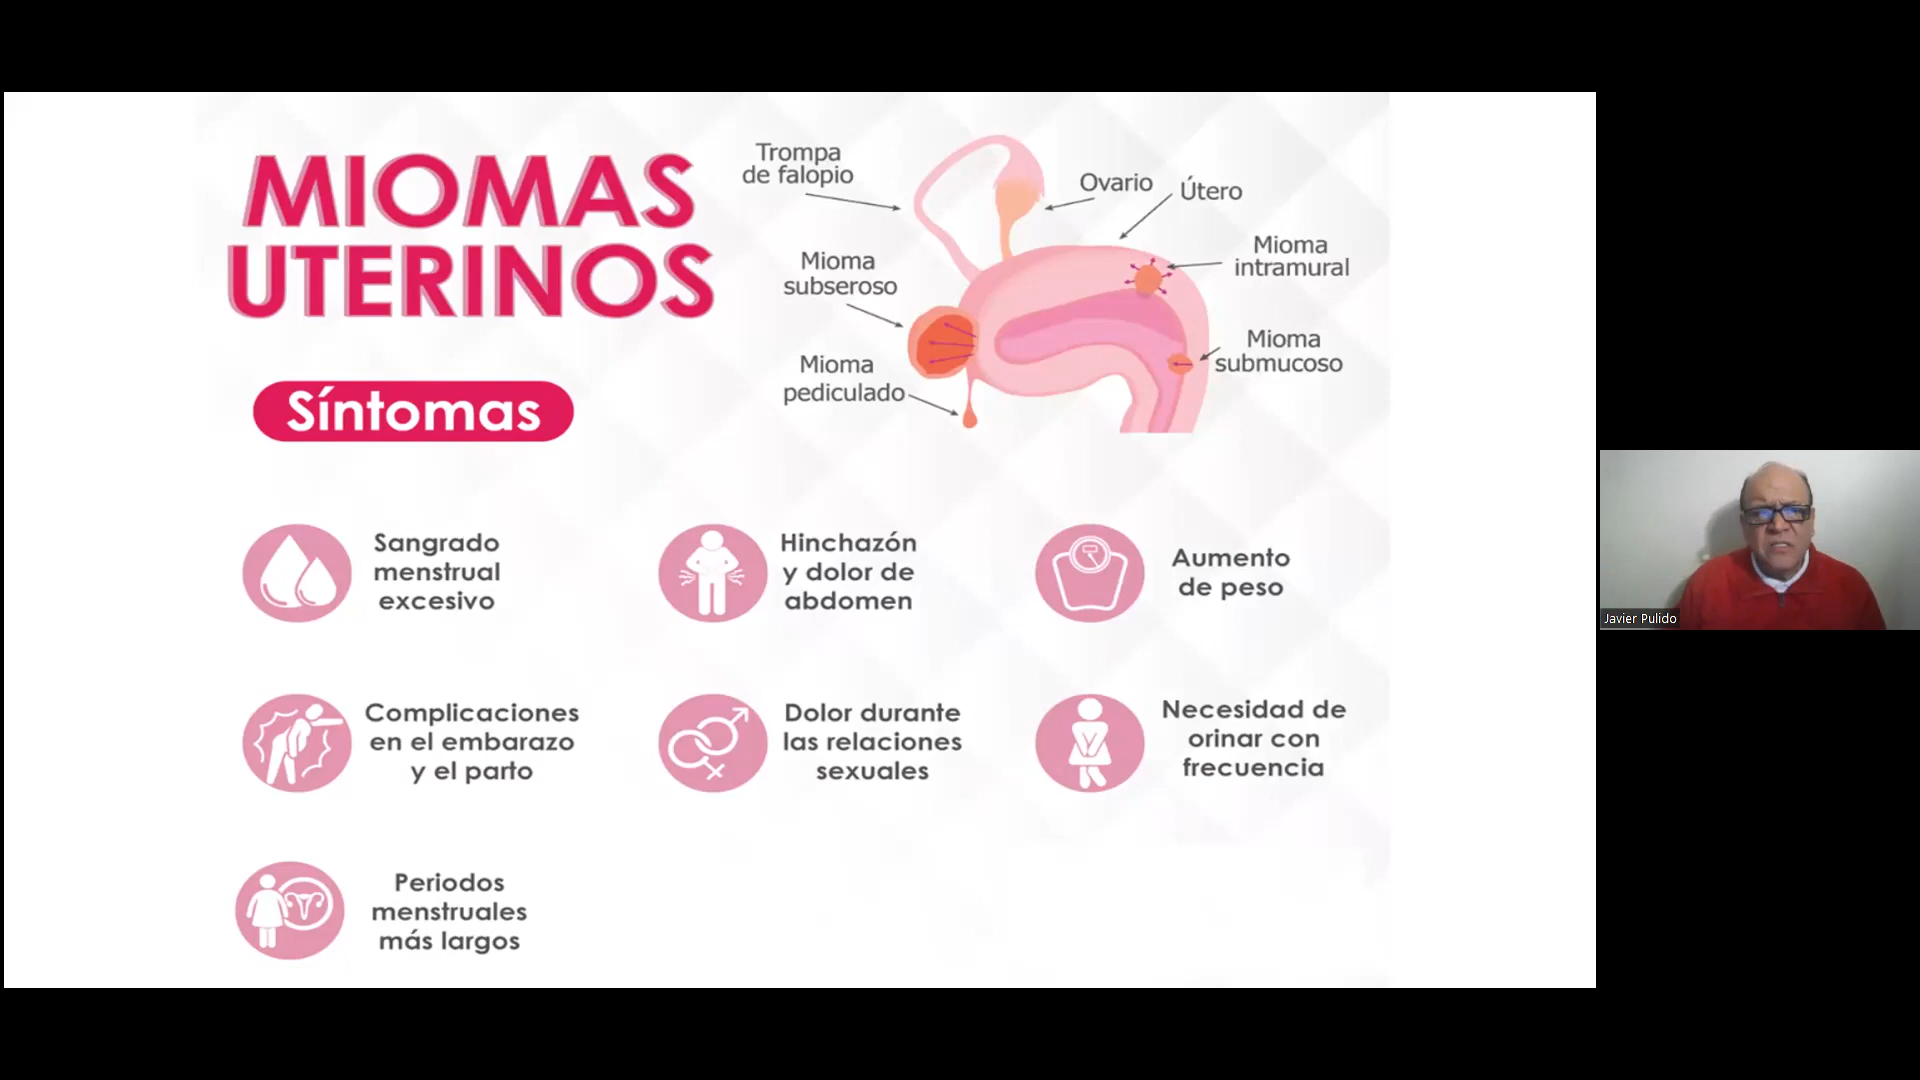 MIOMAS
UTERINOS
Síntomas
Trompa
de falopio
Ovario
Útero
Mioma
subseroso
Mioma
intramural
Mioma
pediculado
Mioma
submucoso
Sangrado
menstrual
excesivo
Hinchazón
y dolor de
abdomen
Aumento
de peso
Complicaciones
en el embarazo
y el parto
Dolor durante
las relaciones
sexuales
Necesidad de
orinar con
frecuencia
Periodos
menstruales
más largos
Javier Pulido